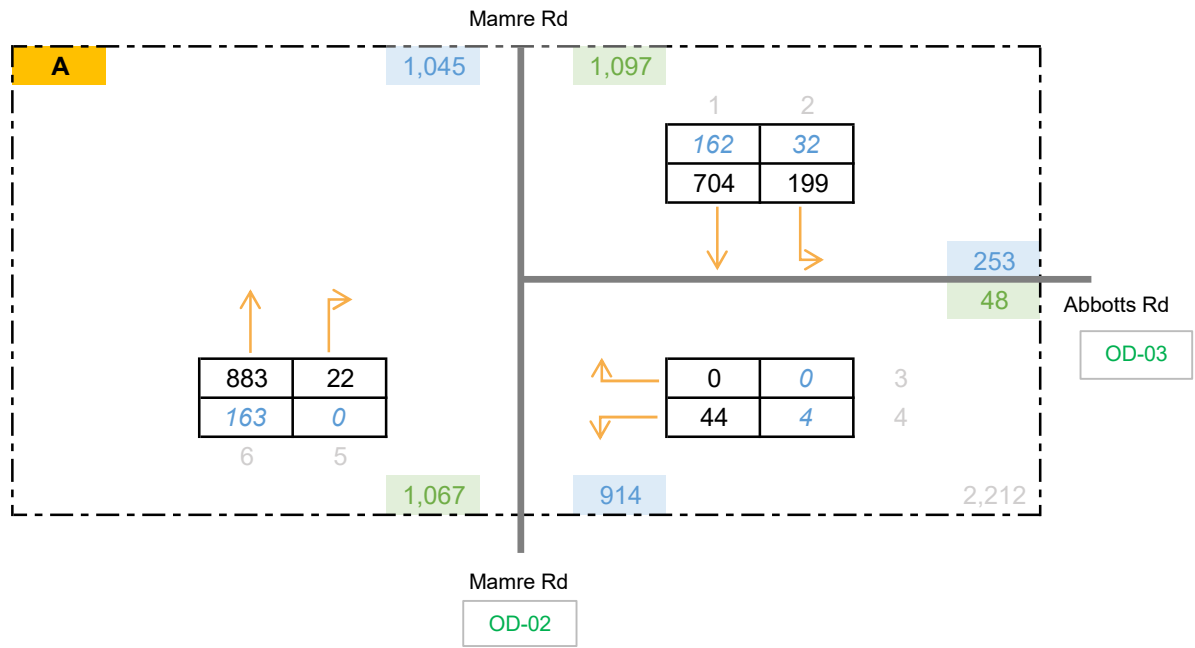 Mamre Rd
A 1,045 1,097
1 2
162 32
704 199
253
48
Abbotts Rd
OD-03
883 22
163 0
6 5
0 0 3
44 4 4
1,067 914 2,212
Mamre Rd
OD-02